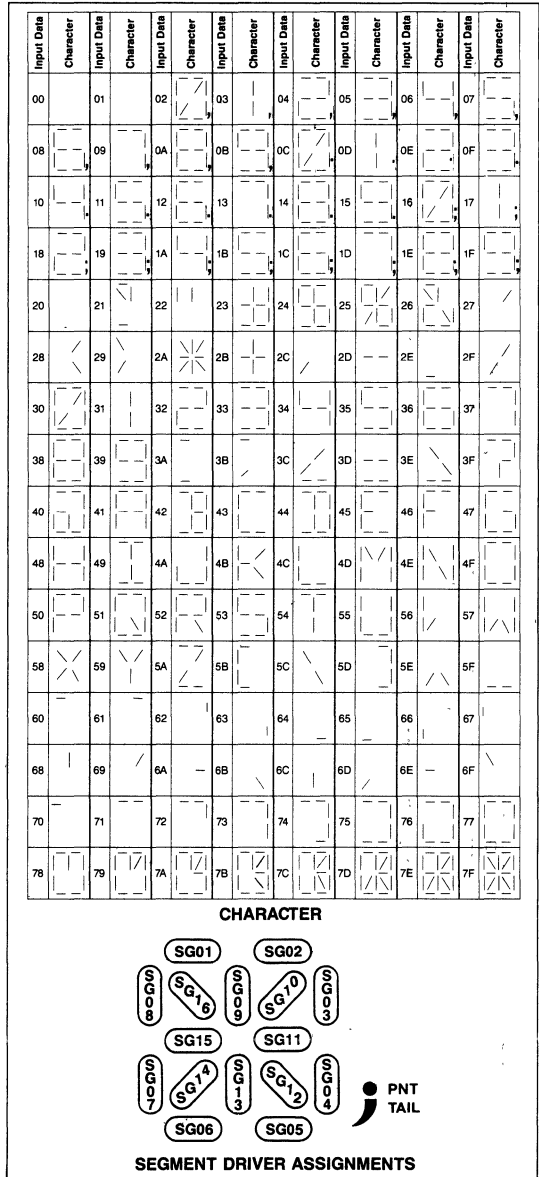 Input Data Character Input Data Character Input Data Character Input Data Character Input Data Character Input Data Character Input Data Character Input Data Character
00 01 02 03 04 05 06 07
08 09 0A 0B 0C 0D 0E 0F
10 11 12 13 14 15 16 17
18 19 1A 1B 1C 1D 1E 1F
20 21 22 23 24 25 26 27
28 29 2A 2B 2C 2D 2E 2F
30 31 32 33 34 35 36 37
38 39 3A 3B 3C 3D 3E 3F
40 41 42 43 44 45 46 47
48 49 4A 4B 4C 4D 4E 4F
50 51 52 53 54 55 56 57
58 59 5A 5B 5C 5D 5E 5F
60 61 62 63 64 65 66 67
68 69 6A 6B 6C 6D 6E 6F
70 71 72 73 74 75 76 77
78 79 7A 7B 7C 7D 7E 7F
CHARACTER
SG01 SG02
SG08 SG16 SG09 SG10 SG03
SG15 SG11
SG07 SG14 SG13 SG12 SG04
PNT
TAIL
SG06 SG05
SEGMENT DRIVER ASSIGNMENTS